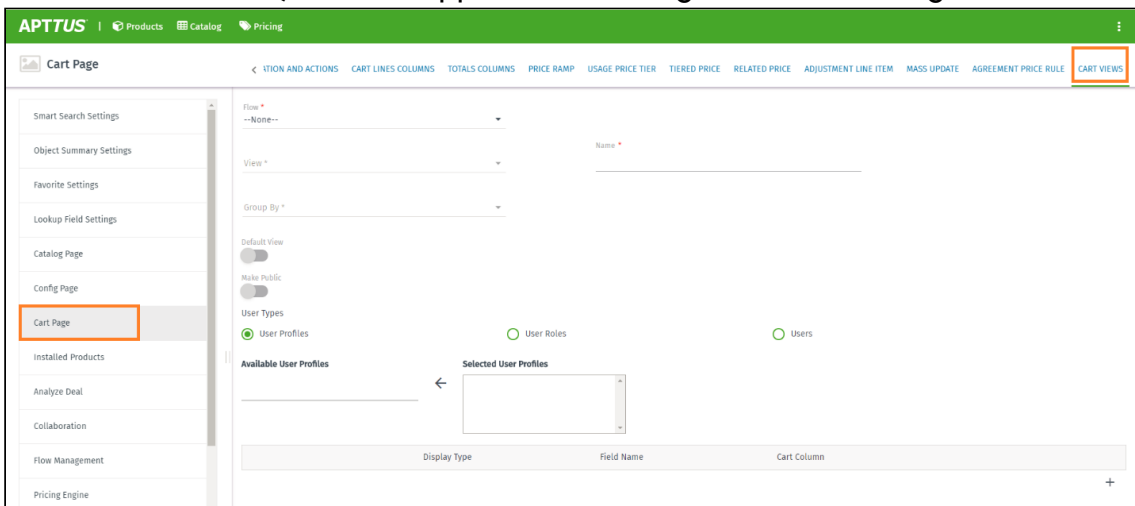 APTTUS | Products Catalog Pricing
Cart Page
ATION AND ACTIONS CART LINES COLUMNS TOTALS COLUMNS PRICE RAMP USAGE PRICE TIER TIERED PRICE RELATED PRICE ADJUSTMENT LINE ITEM MASS UPDATE AGREEMENT PRICE RULE CART VIEWS
Smart Search Settings
Object Summary Settings
Favorite Settings
Lookup Field Settings
Catalog Page
Config Page
Cart Page
Installed Products
Analyze Deal
Collaboration
Flow Management
Pricing Engine
Flow *
--None--
Name *
View *
Group By *
Default View
Make Public
User Types
User Profiles User Roles Users
Available User Profiles Selected User Profiles
Display Type Field Name Cart Column